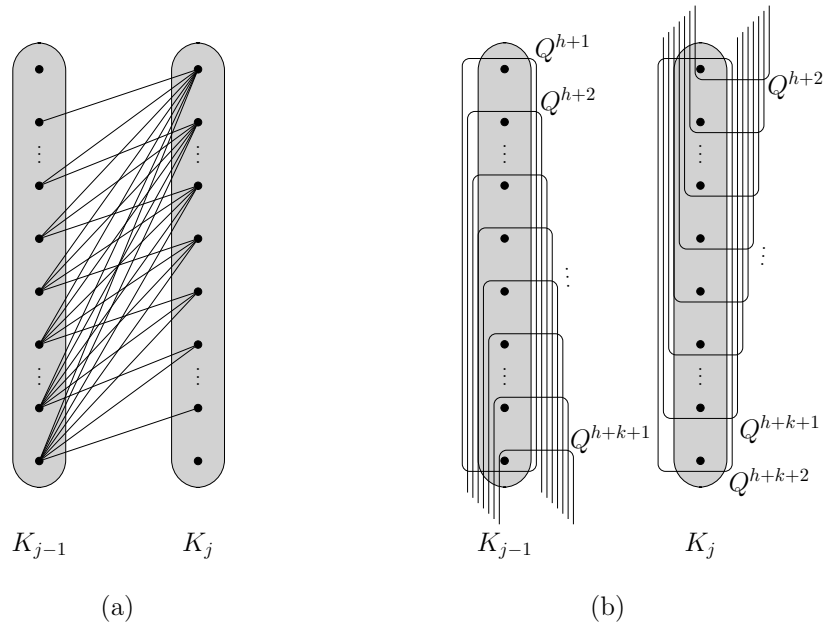 Q^{h+1}
Q^{h+2}
Q^{h+2}
⋮
⋮
⋮
⋮
⋮
⋮
Q^{h+k+1}
Q^{h+k+1}
⋮
⋮
⋮
⋮
Q^{h+k+2}
K_{j−1}
K_j
K_{j−1}
K_j
(a)
(b)